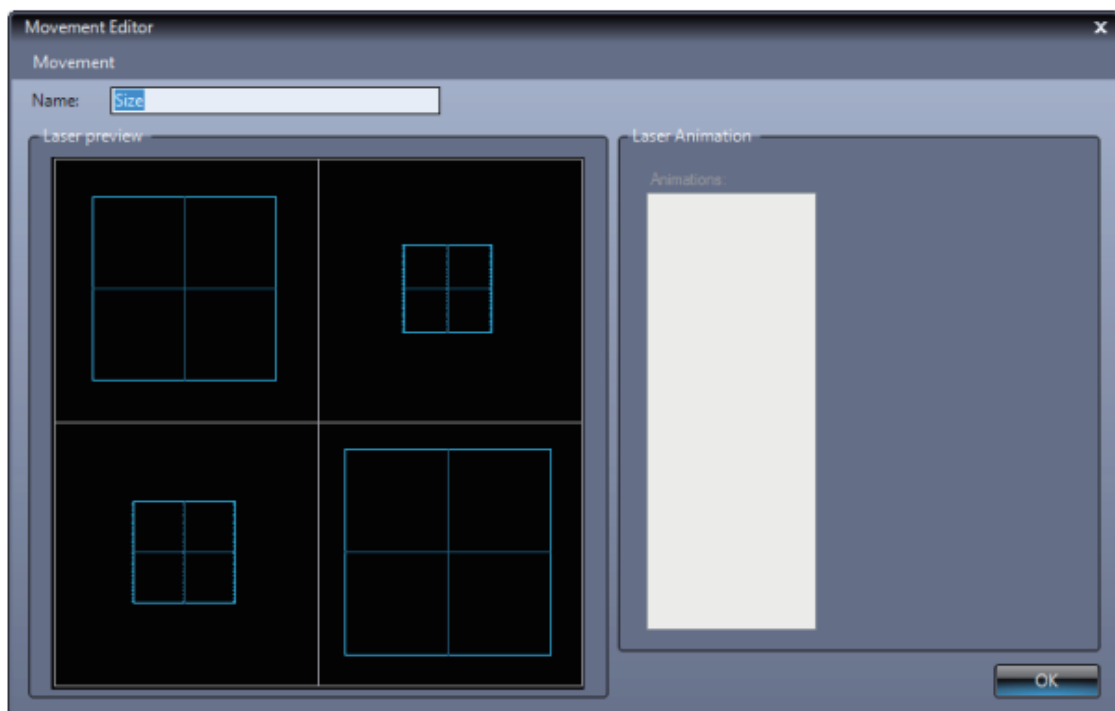 Movement Editor
x
Movement
Name: Size
Laser preview
Laser Animation
Animations:
OK